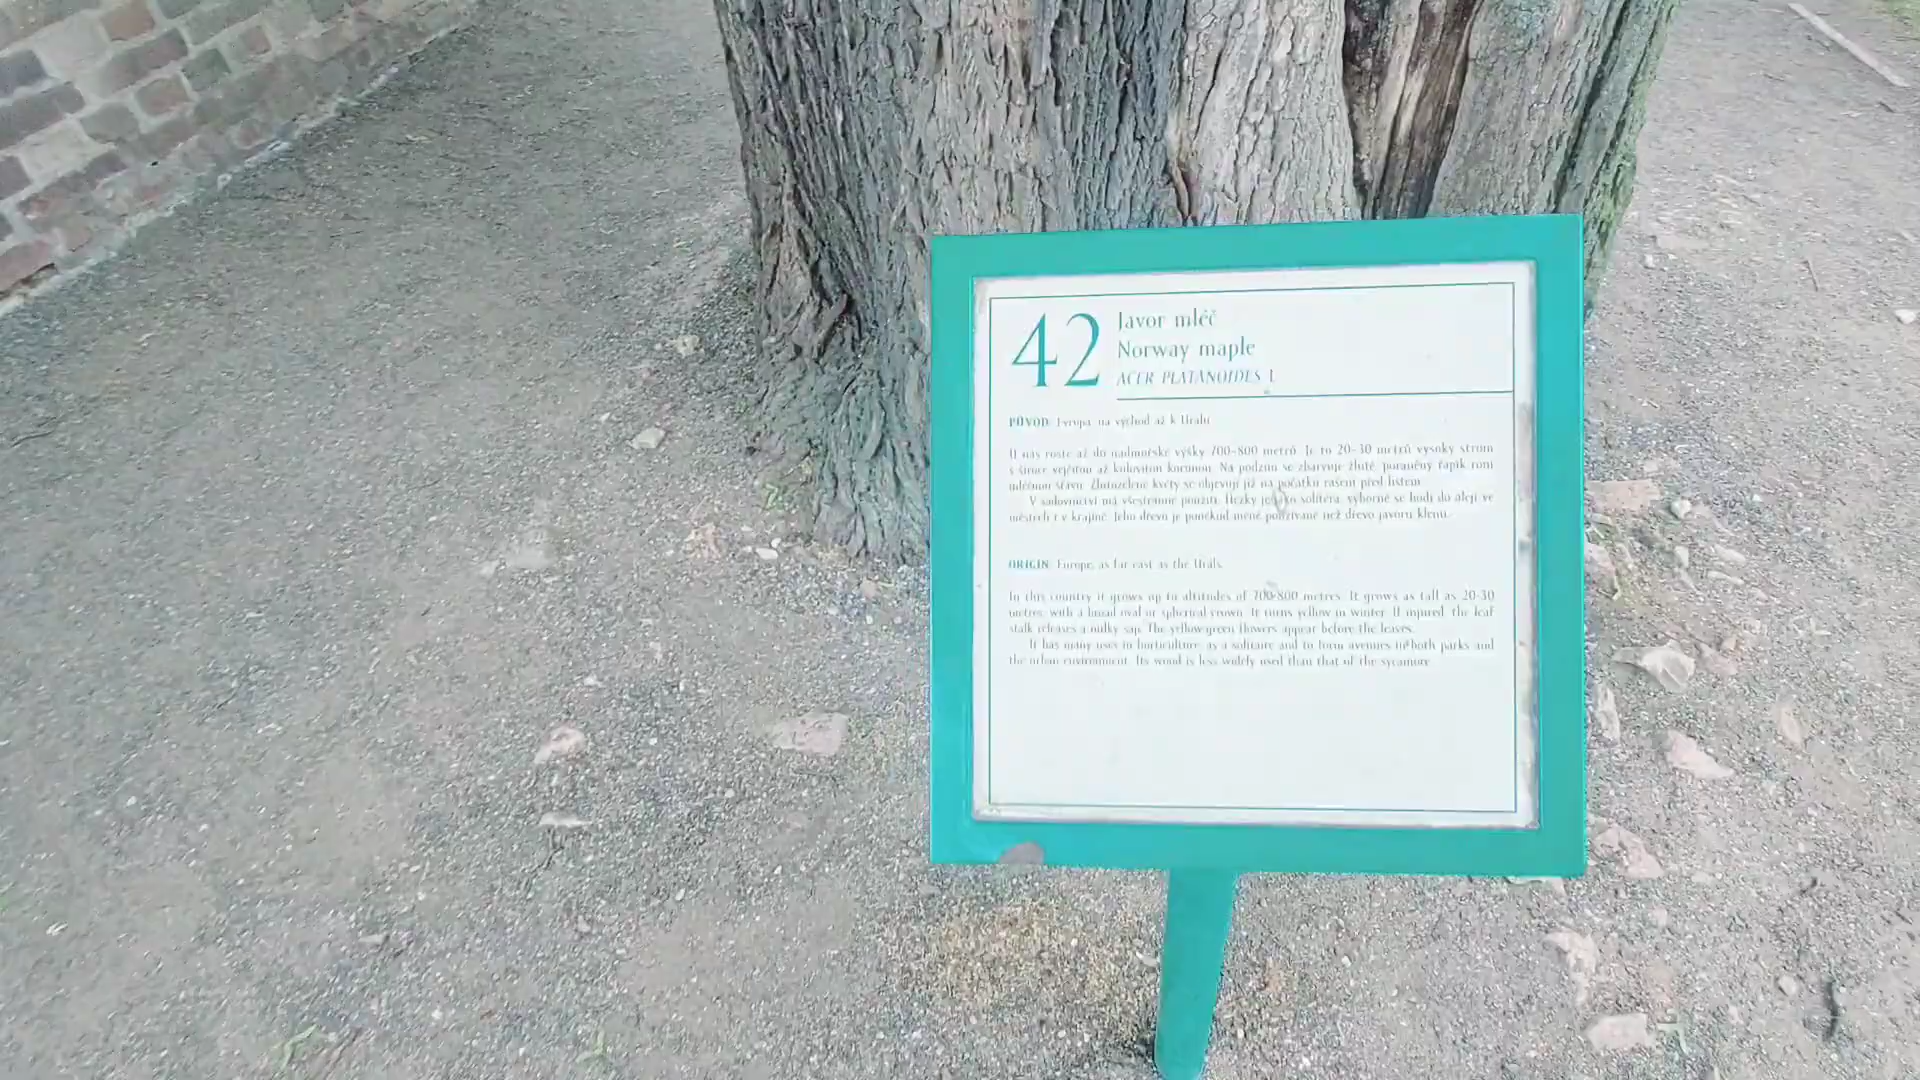 42
Javor mléč
Norway maple
ACER PLATANOIDES L
PŮVOD: Evropa, na východ až k Uralu
U nás roste až do nadmořské výšky 700-800 metrů. Je to 20-30 metrů vysoký strom
s široce vejčitou až kulovitou korunou. Na podzim se zbarvuje žlutě, poraněný řapík roní
mléčnou šťávu. Žlutozelené květy se objevují již na počátku rašení před listem.
V sadovnictví má všestranné použití. Hezký je jako solitéra, výborně se hodí do alejí ve
městech i v krajině. Jeho dřevo je poněkud méně používané než dřevo javoru klenu.
ORIGIN: Europe, as far east as the Urals.
In this country it grows up to altitudes of 700-800 metres. It grows as tall as 20-30
metres, with a broad oval or spherical crown. It turns yellow in winter. If injured, the leaf
stalk releases a milky sap. The yellow-green flowers appear before the leaves.
It has many uses in horticulture: as a solitaire and to form avenues in both parks and
the urban environment. Its wood is less widely used than that of the sycamore.